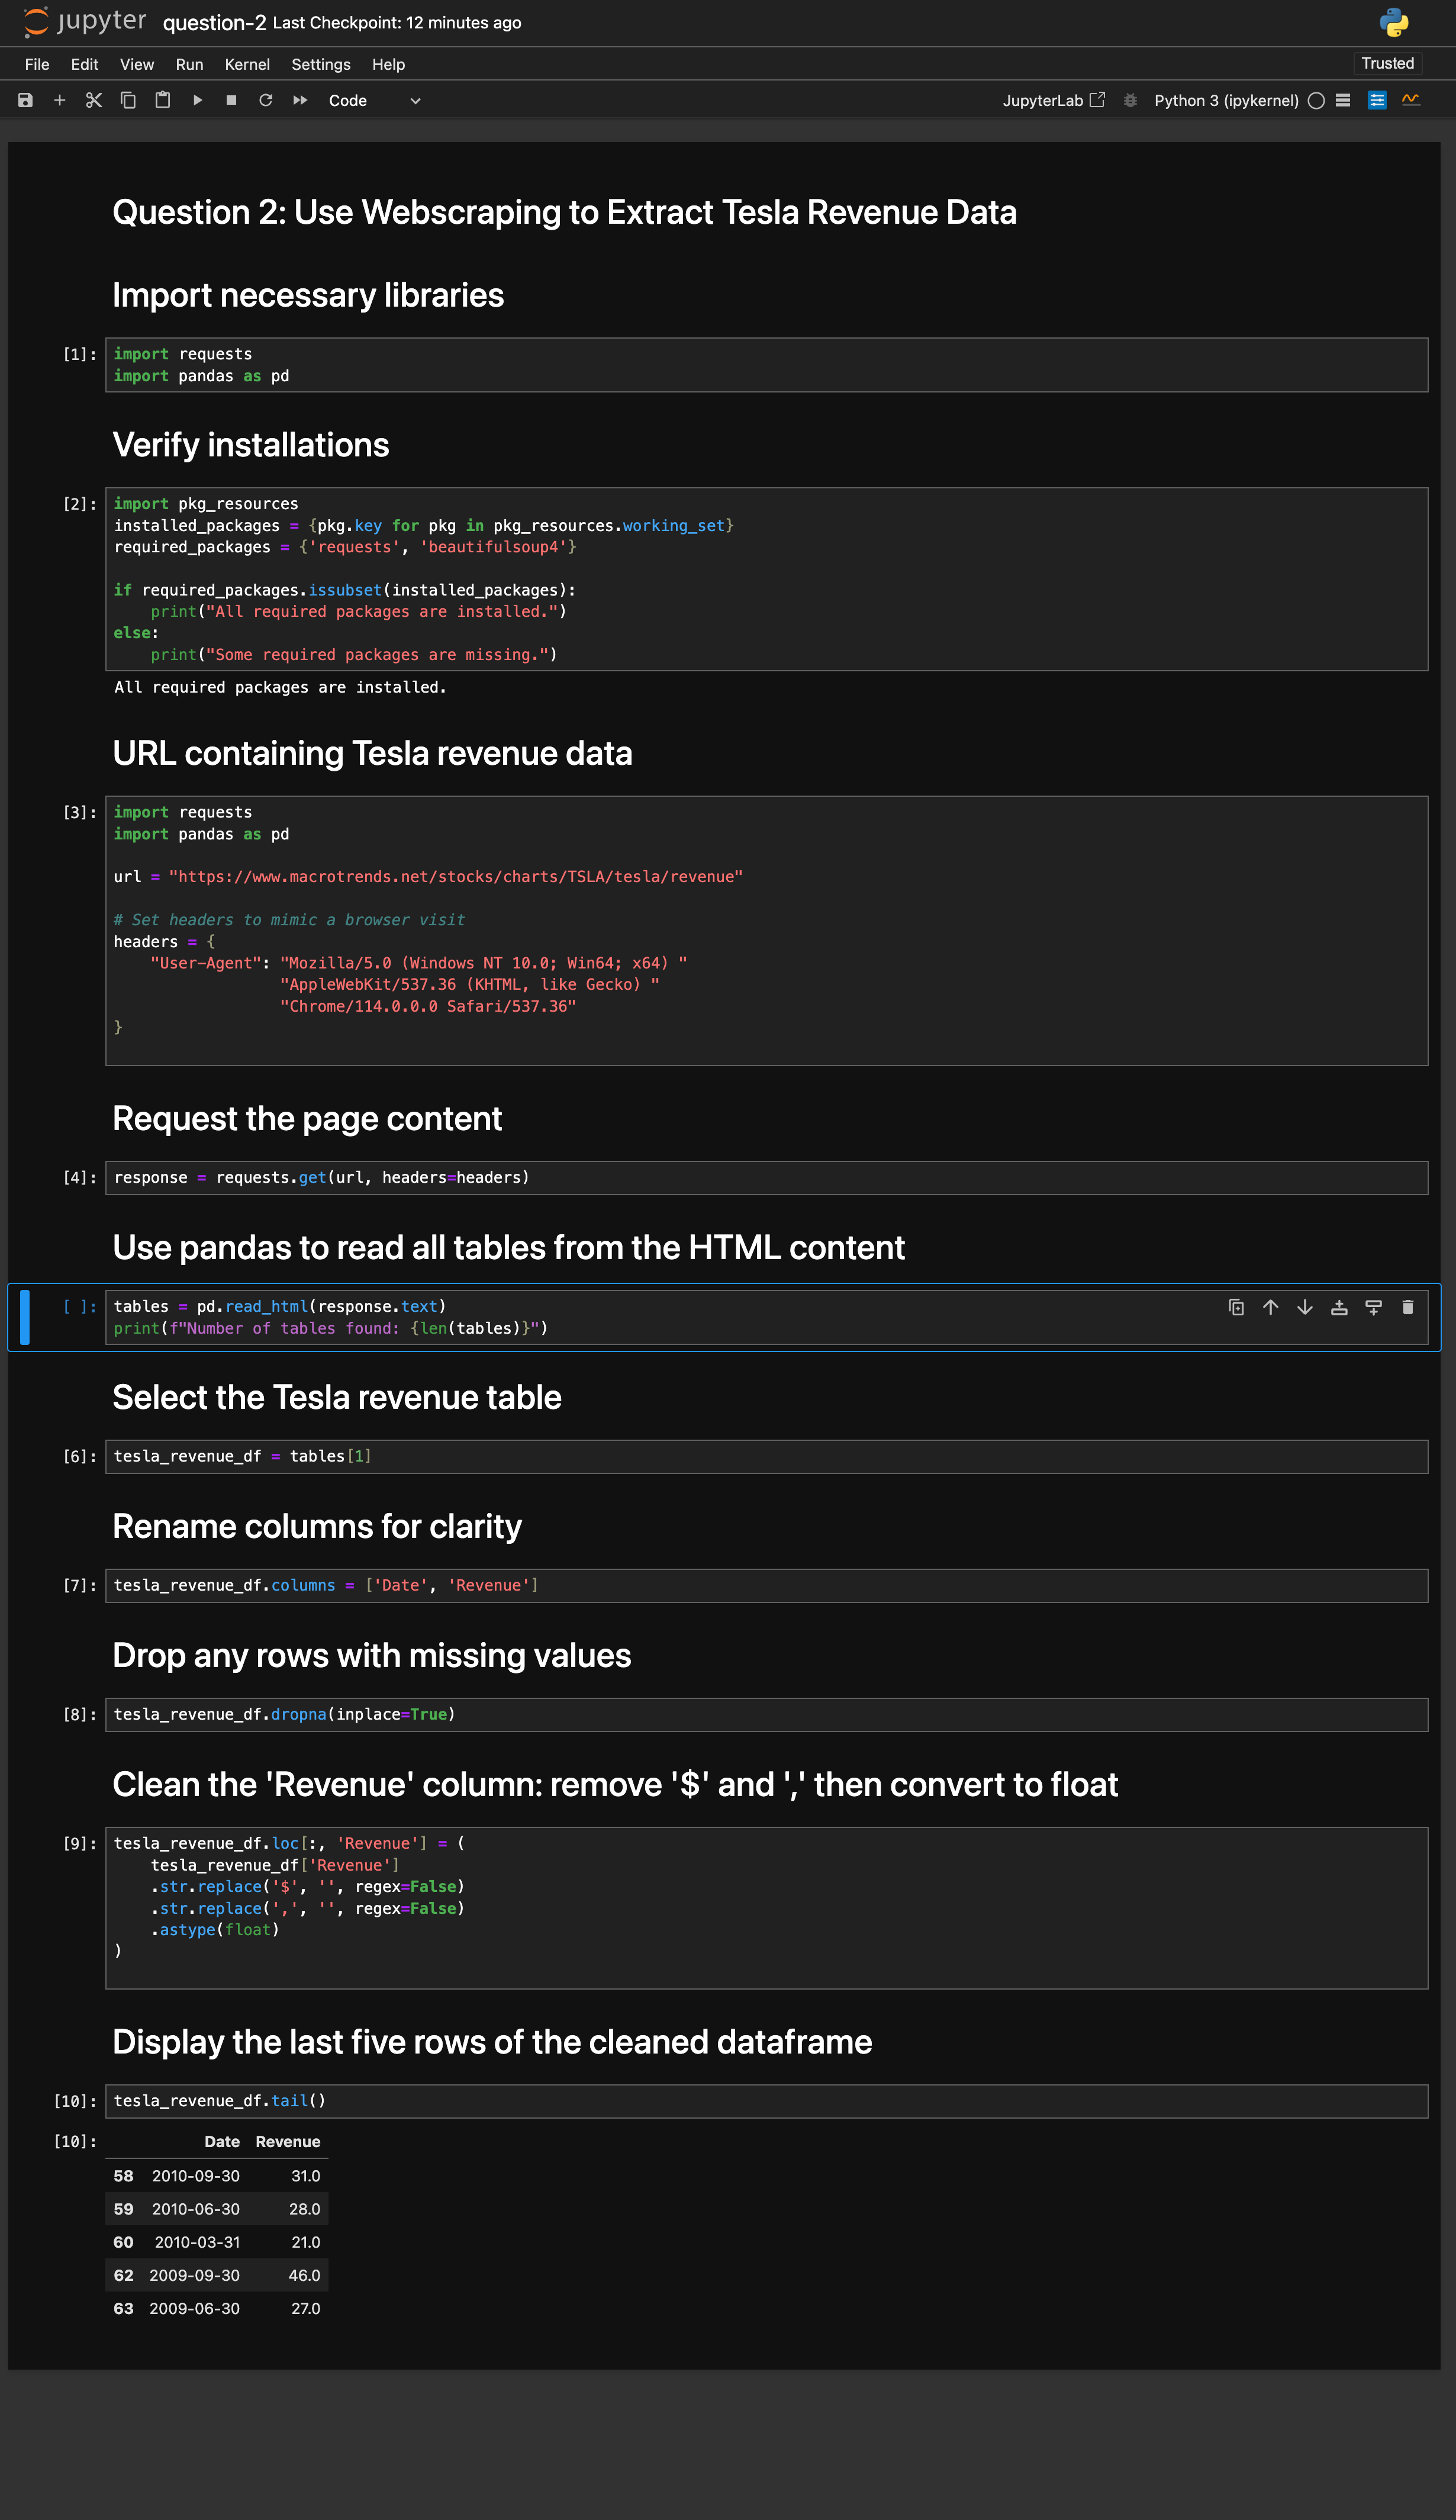 jupyter question-2 Last Checkpoint: 12 minutes ago
File Edit View Run Kernel Settings Help Trusted
Code JupyterLab Python 3 (ipykernel)
Question 2: Use Webscraping to Extract Tesla Revenue Data
Import necessary libraries
[1]: import requests
import pandas as pd
Verify installations
[2]: import pkg_resources
installed_packages = {pkg.key for pkg in pkg_resources.working_set}
required_packages = {'requests', 'beautifulsoup4'}
if required_packages.issubset(installed_packages):
    print("All required packages are installed.")
else:
    print("Some required packages are missing.")
All required packages are installed.
URL containing Tesla revenue data
[3]: import requests
import pandas as pd
url = "https://www.macrotrends.net/stocks/charts/TSLA/tesla/revenue"
# Set headers to mimic a browser visit
headers = {
    "User-Agent": "Mozilla/5.0 (Windows NT 10.0; Win64; x64) "
                  "AppleWebKit/537.36 (KHTML, like Gecko) "
                  "Chrome/114.0.0.0 Safari/537.36"
}
Request the page content
[4]: response = requests.get(url, headers=headers)
Use pandas to read all tables from the HTML content
[ ]: tables = pd.read_html(response.text)
print(f"Number of tables found: {len(tables)}")
Select the Tesla revenue table
[6]: tesla_revenue_df = tables[1]
Rename columns for clarity
[7]: tesla_revenue_df.columns = ['Date', 'Revenue']
Drop any rows with missing values
[8]: tesla_revenue_df.dropna(inplace=True)
Clean the 'Revenue' column: remove '$' and ',' then convert to float
[9]: tesla_revenue_df.loc[:, 'Revenue'] = (
    tesla_revenue_df['Revenue']
    .str.replace('$', '', regex=False)
    .str.replace(',', '', regex=False)
    .astype(float)
)
Display the last five rows of the cleaned dataframe
[10]: tesla_revenue_df.tail()
[10]: Date Revenue
58 2010-09-30 31.0
59 2010-06-30 28.0
60 2010-03-31 21.0
62 2009-09-30 46.0
63 2009-06-30 27.0